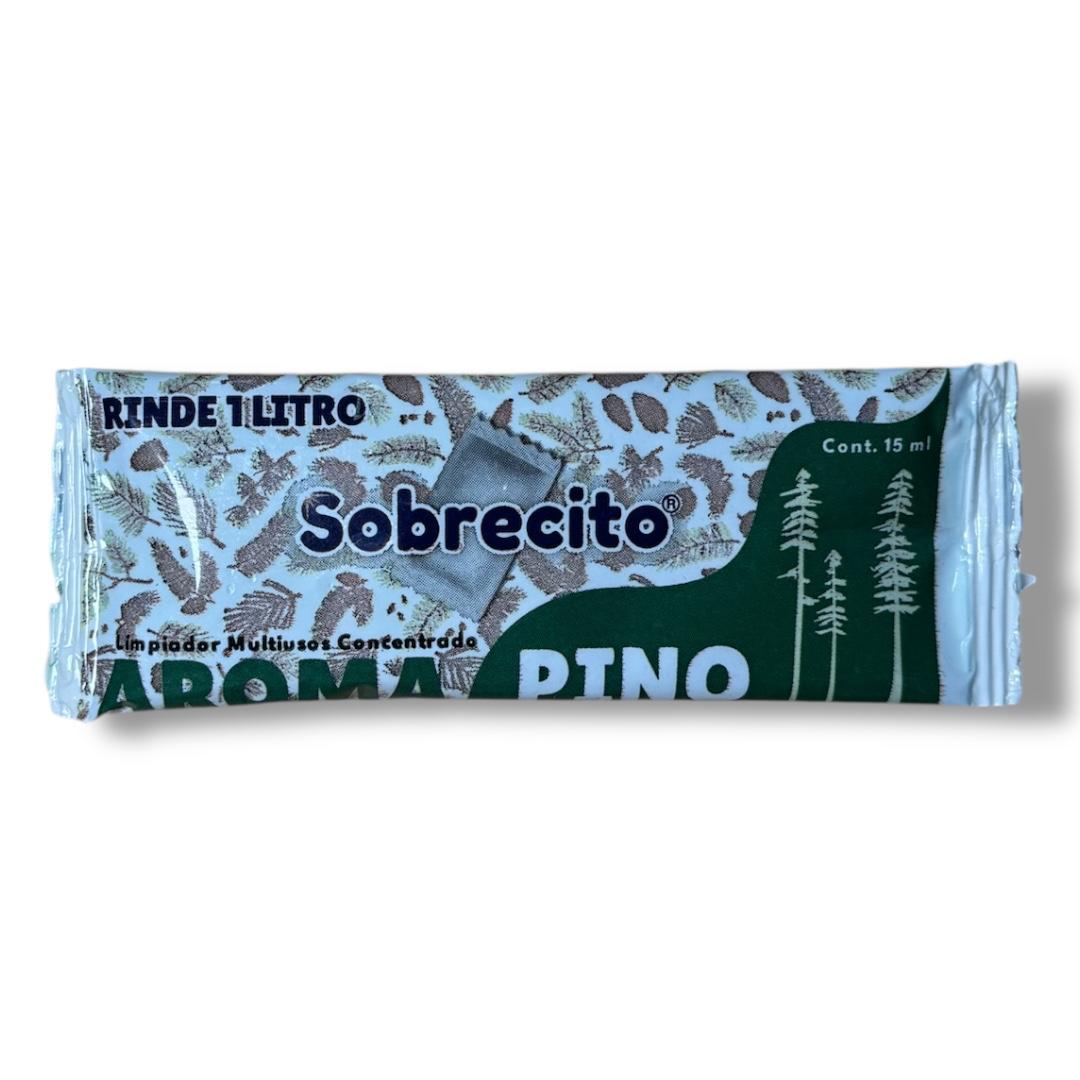 RINDE 1 LITRO
Cont. 15 ml
Sobrecito®
Limpiador Multiusos Concentrado
AROMA PINO